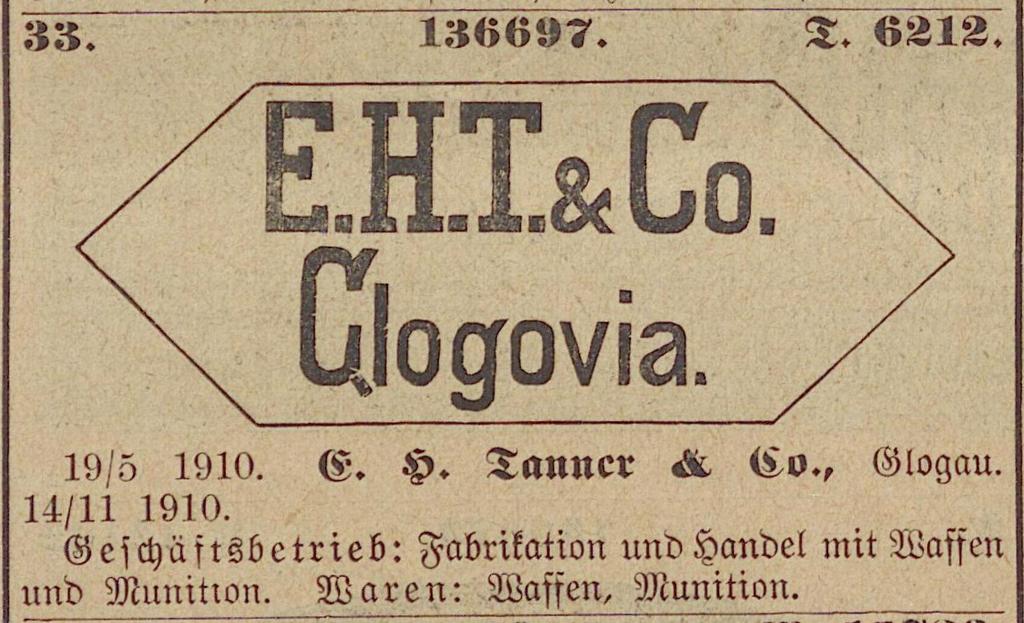 33. 136697. T. 6212.
E.H.T. & Co.
Glogovia.
19/5 1910. E. H. Tanner & Co., Glogau.
14/11 1910.
Geschäftsbetrieb: Fabrikation und Handel mit Waffen
und Munition. Waren: Waffen, Munition.